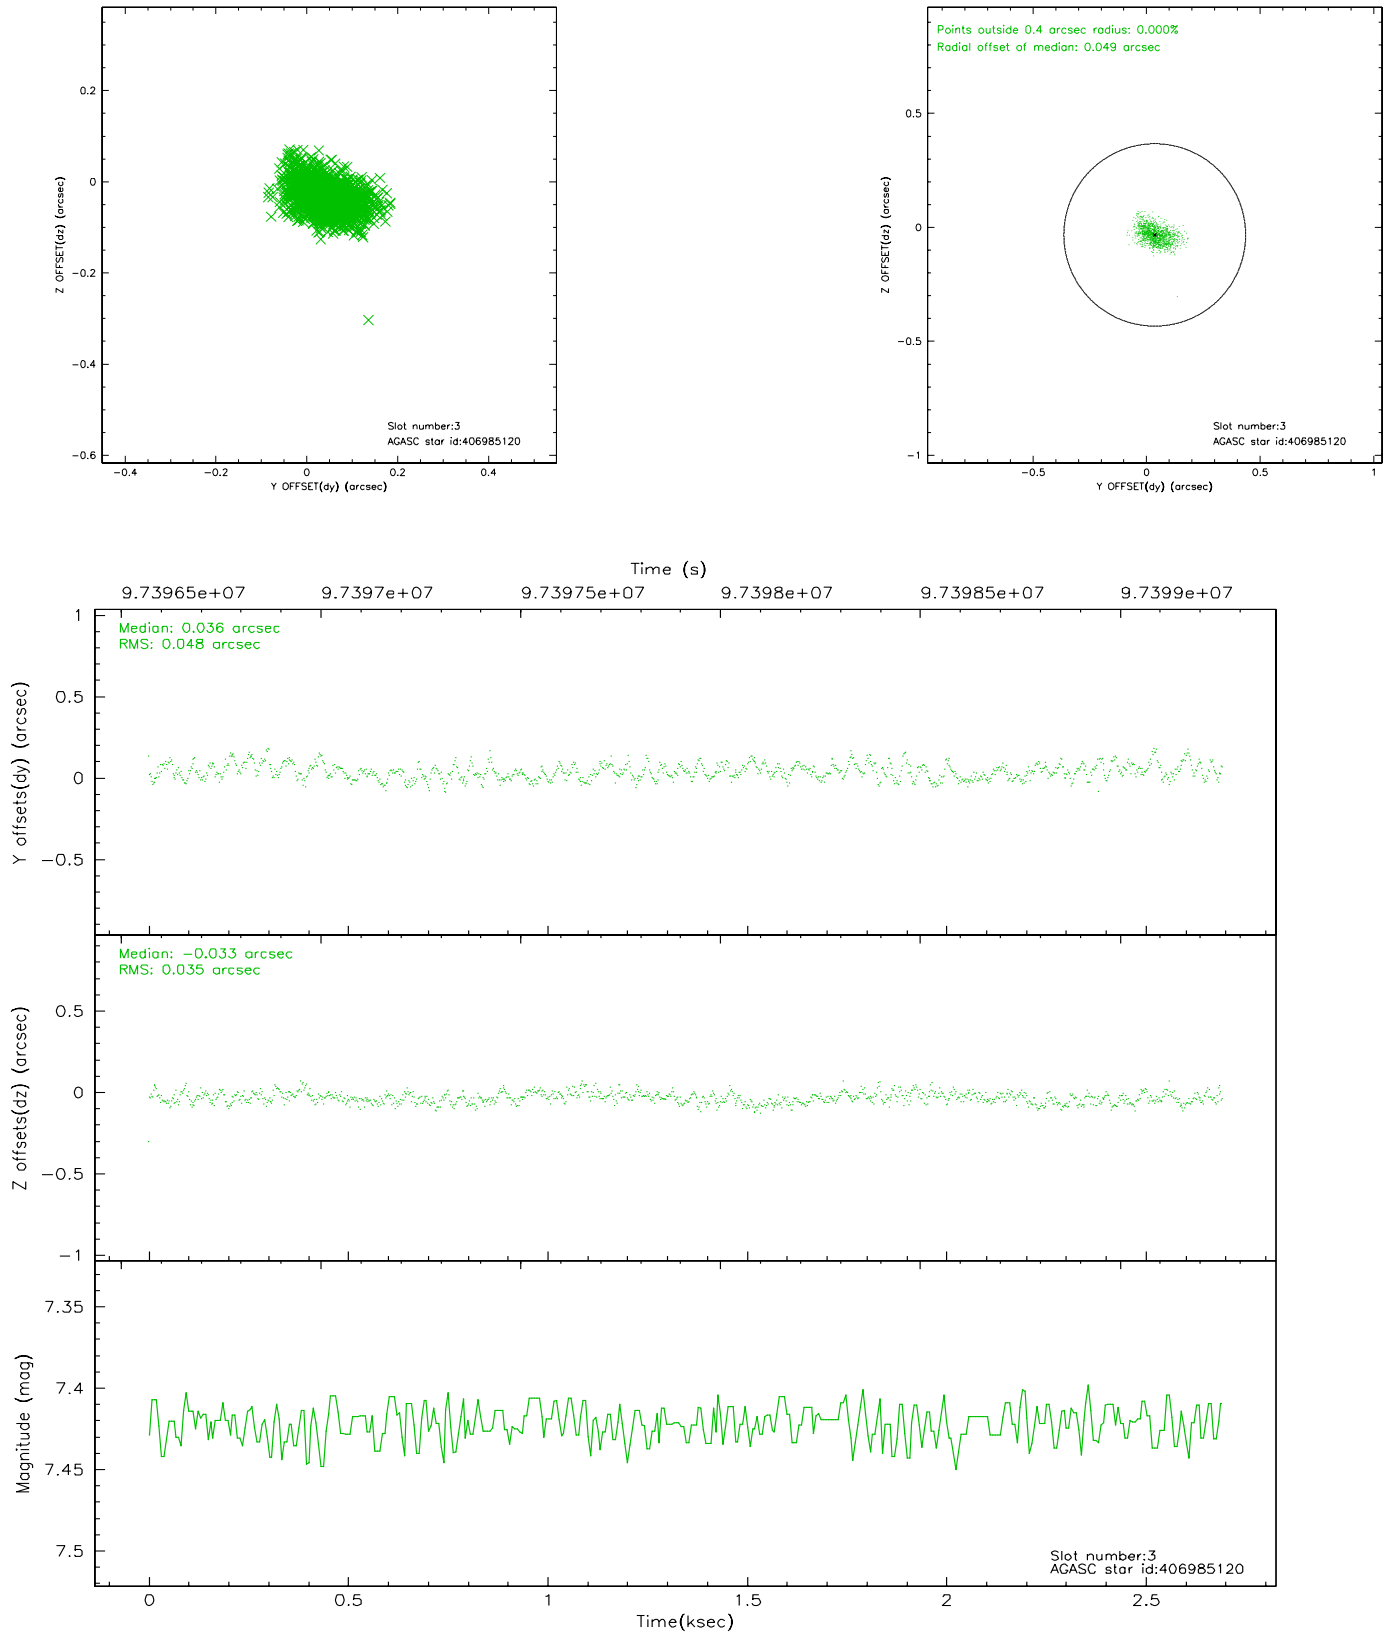 0.2
0
−0.2
−0.4
−0.6
Z OFFSET(dz) (arcsec)
−0.4 −0.2 0 0.2 0.4
Y OFFSET(dy) (arcsec)
Slot number:3
AGASC star id:406985120
Points outside 0.4 arcsec radius: 0.000%
Radial offset of median: 0.049 arcsec
0.5
0
−0.5
−1
Z OFFSET(dz) (arcsec)
−0.5 0 0.5 1
Y OFFSET(dy) (arcsec)
Slot number:3
AGASC star id:406985120
Time (s)
9.73965e+07 9.7397e+07 9.73975e+07 9.7398e+07 9.73985e+07 9.7399e+07
Median: 0.036 arcsec
RMS: 0.048 arcsec
1
0.5
0
−0.5
Y offsets(dy) (arcsec)
Median: −0.033 arcsec
RMS: 0.035 arcsec
0.5
0
−0.5
−1
Z offsets(dz) (arcsec)
7.35
7.4
7.45
7.5
Magnitude (mag)
Slot number:3
AGASC star id:406985120
0 0.5 1 1.5 2 2.5
Time(ksec)